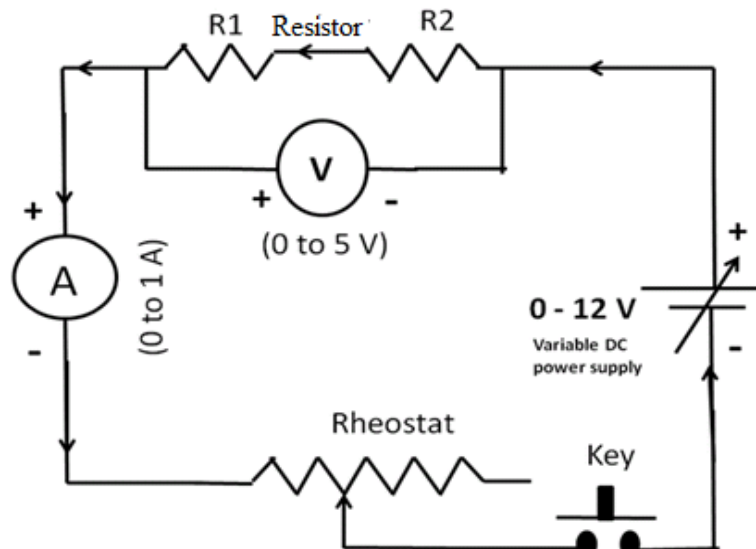 R1 Resistor R2
V
+ -
(0 to 5 V)
+
A
-
(0 to 1 A)
+
0 - 12 V
Variable DC
power supply
-
Rheostat
Key